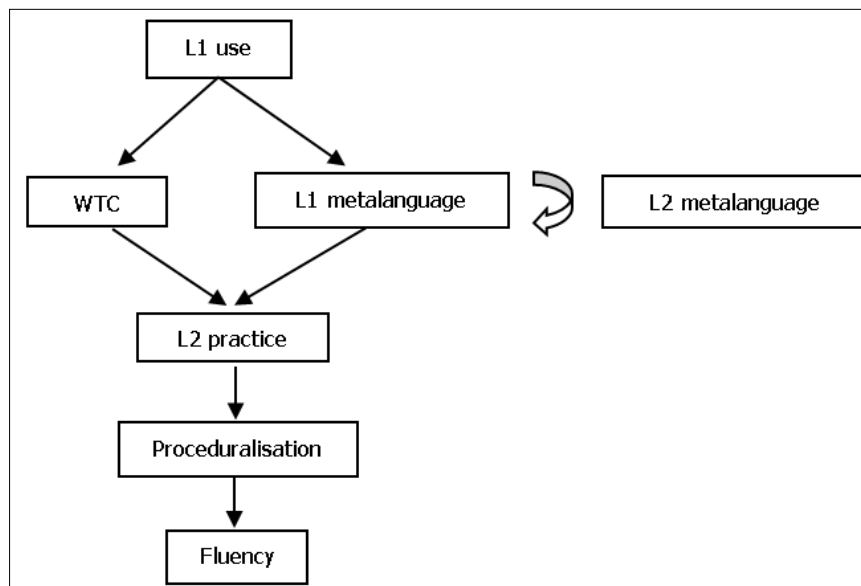 L1 use
WTC
L1 metalanguage
L2 metalanguage
L2 practice
Proceduralisation
Fluency